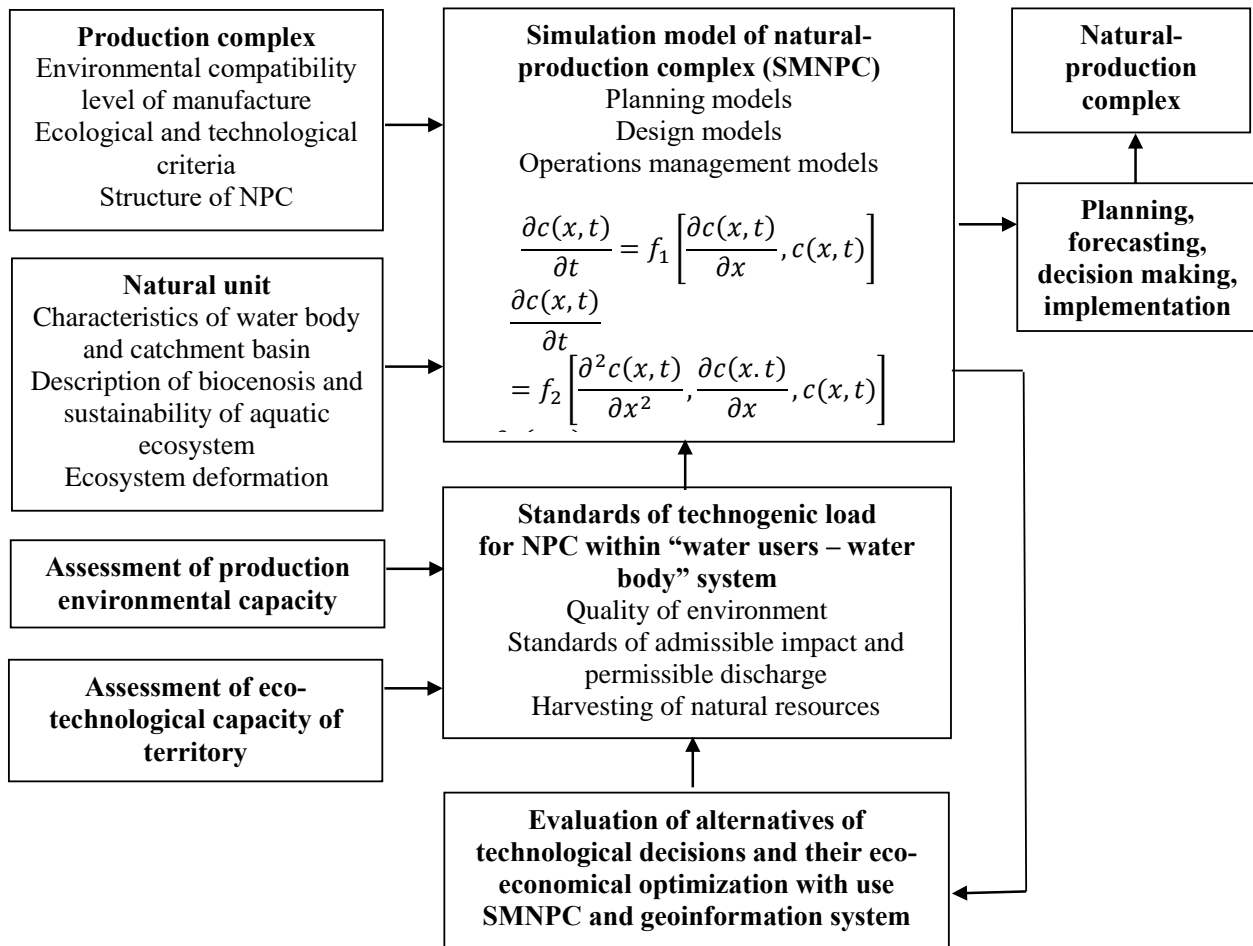 Production complex
Environmental compatibility
level of manufacture
Ecological and technological
criteria
Structure of NPC
Natural unit
Characteristics of water body
and catchment basin
Description of biocenosis and
sustainability of aquatic
ecosystem
Ecosystem deformation
Assessment of production
environmental capacity
Assessment of eco-
technological capacity of
territory
Simulation model of natural-
production complex (SMNPC)
Planning models
Design models
Operations management models
∂c(x, t)/∂t = f₁[∂c(x, t)/∂x, c(x, t)]
∂c(x, t)/∂t
= f₂[∂²c(x, t)/∂x², ∂c(x. t)/∂x, c(x, t)]
Standards of technogenic load
for NPC within “water users – water
body” system
Quality of environment
Standards of admissible impact and
permissible discharge
Harvesting of natural resources
Evaluation of alternatives of
technological decisions and their eco-
economical optimization with use
SMNPC and geoinformation system
Natural-
production
complex
Planning,
forecasting,
decision making,
implementation